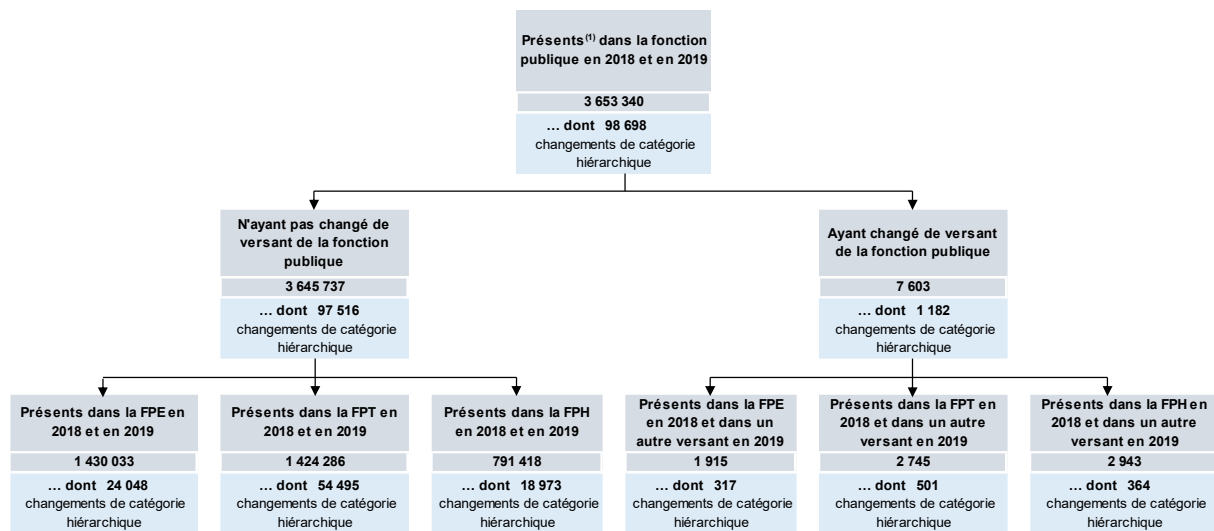 Présents(1) dans la fonction
publique en 2018 et en 2019
3 653 340
… dont 98 698
changements de catégorie
hiérarchique
N'ayant pas changé de
versant de la fonction
publique
3 645 737
… dont 97 516
changements de catégorie
hiérarchique
Ayant changé de versant
de la fonction publique
7 603
… dont 1 182
changements de catégorie
hiérarchique
Présents dans la FPE en
2018 et en 2019
1 430 033
… dont 24 048
changements de catégorie
hiérarchique
Présents dans la FPT en
2018 et en 2019
1 424 286
… dont 54 495
changements de catégorie
hiérarchique
Présents dans la FPH
en 2018 et en 2019
791 418
… dont 18 973
changements de catégorie
hiérarchique
Présents dans la FPE
en 2018 et dans un
autre versant en 2019
1 915
… dont 317
changements de catégorie
hiérarchique
Présents dans la FPT en
2018 et dans un autre
versant en 2019
2 745
… dont 501
changements de catégorie
hiérarchique
Présents dans la FPH en
2018 et dans un autre
versant en 2019
2 943
… dont 364
changements de catégorie
hiérarchique